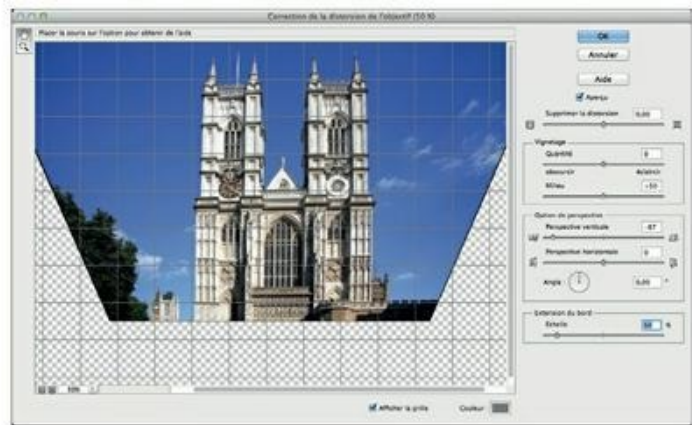 Correction de la distorsion de l'objectif (50 %)
Placer la souris sur l'option pour obtenir de l'aide
OK
Annuler
Aide
Aperçu
Supprimer la distorsion 0,00
Vignetage
Quantité 0
obscurcir éclaircir
Milieu +50
Option de perspective
Perspective verticale -87
Perspective horizontale 0
Angle : 0,00 °
Extension du bord
Echelle %
50%
Afficher la grille Couleur